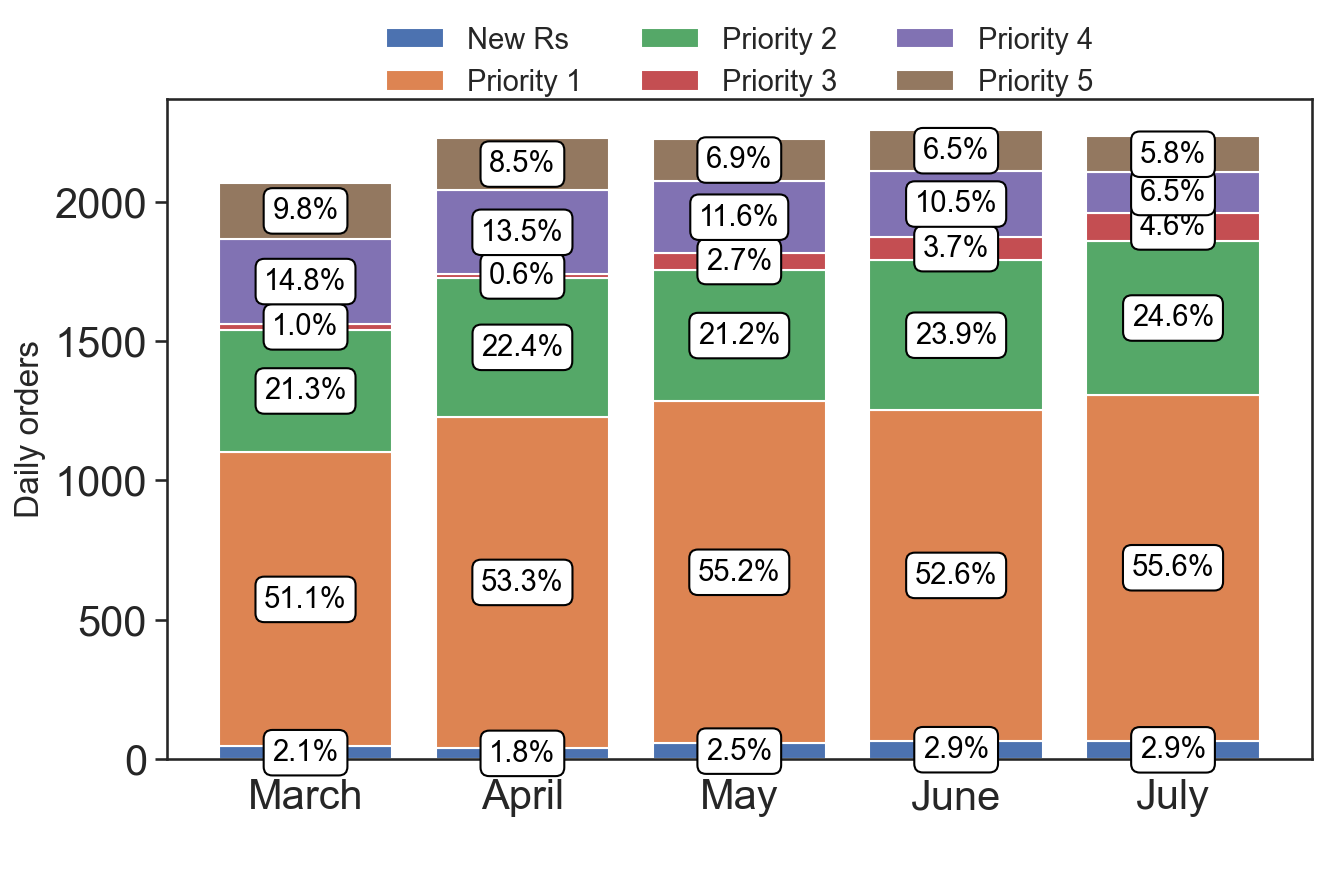 New Rs Priority 2 Priority 4
Priority 1 Priority 3 Priority 5
Daily orders
2000
1500
1000
500
0
9.8% 8.5% 6.9% 6.5% 5.8%
14.8% 13.5% 11.6% 10.5% 6.5%
1.0% 0.6% 2.7% 3.7% 4.6%
21.3% 22.4% 21.2% 23.9% 24.6%
51.1% 53.3% 55.2% 52.6% 55.6%
2.1% 1.8% 2.5% 2.9% 2.9%
March April May June July